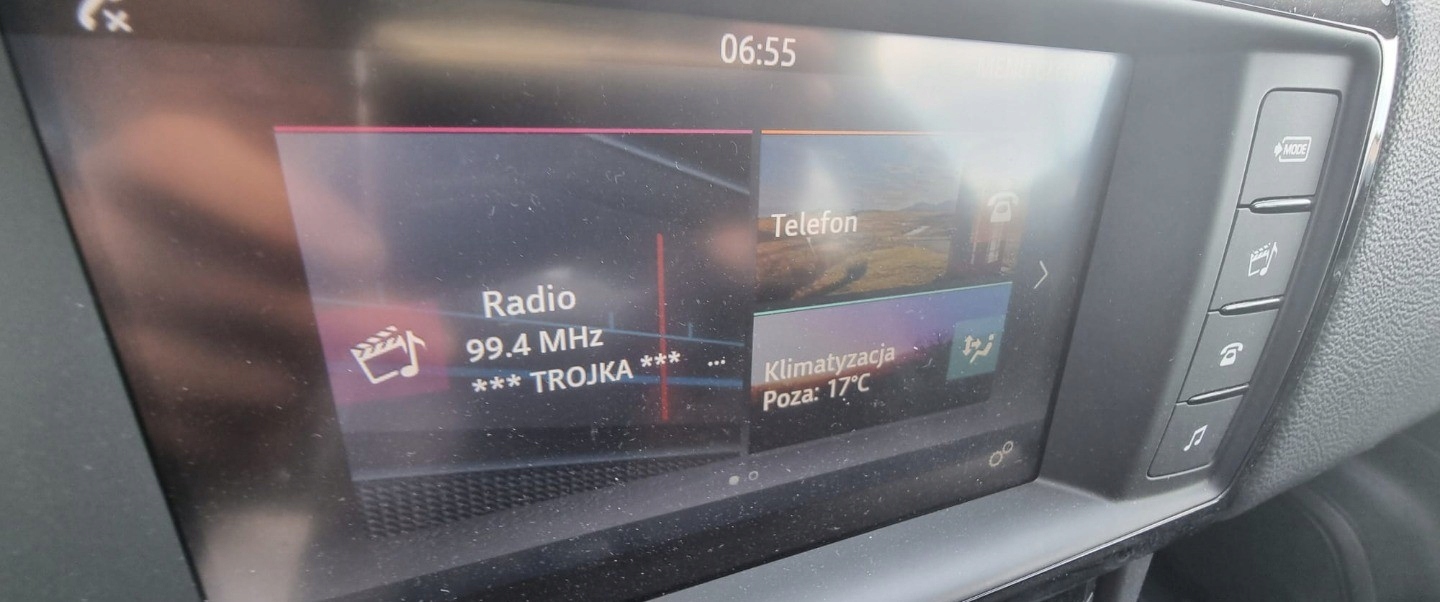 06:55
Radio
99.4 MHz
*** TROJKA *** ...
Telefon
Klimatyzacja
Poza: 17°C
MODE